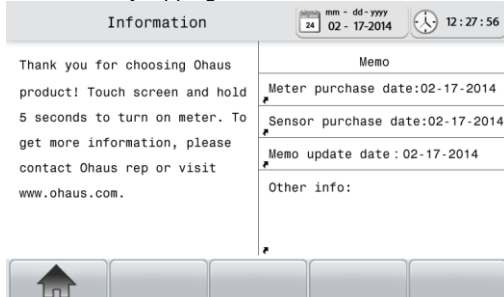 Information
mm - dd - yyyy
24
02 - 17-2014
12:27:56
Thank you for choosing Ohaus
product! Touch screen and hold
5 seconds to turn on meter. To
get more information, please
contact Ohaus rep or visit
www.ohaus.com.
Memo
Meter purchase date:02-17-2014
Sensor purchase date:02-17-2014
Memo update date:02-17-2014
Other info: